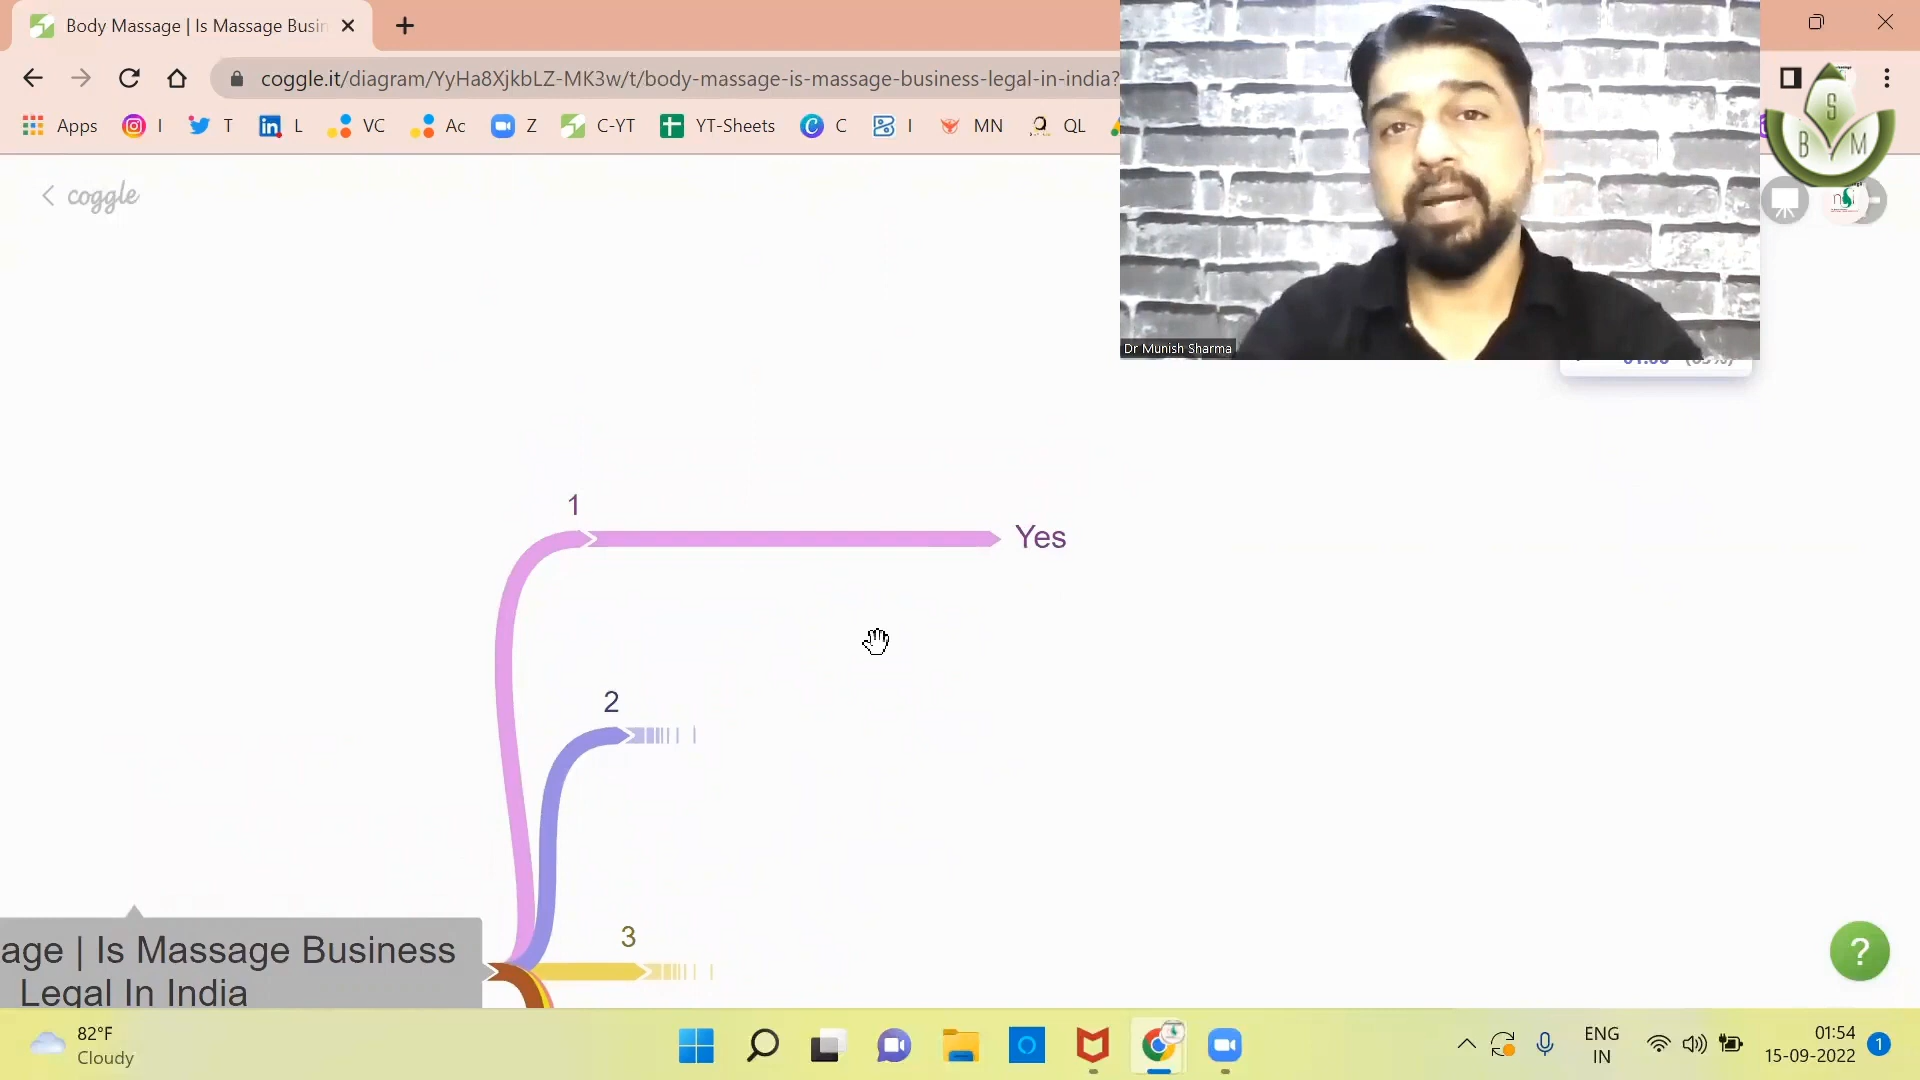 Body Massage | Is Massage Busin
coggle.it/diagram/YyHa8XjkbLZ-MK3w/t/body-massage-is-massage-business-legal-in-india?
Apps
I
T
L
VC
Ac
Z
C-YT
YT-Sheets
C
I
MN
QL
S
B
M
coggle
Dr Munish Sharma
1
Yes
2
3
age | Is Massage Business
Legal In India
?
82°F
Cloudy
ENG
IN
01:54
15-09-2022
1